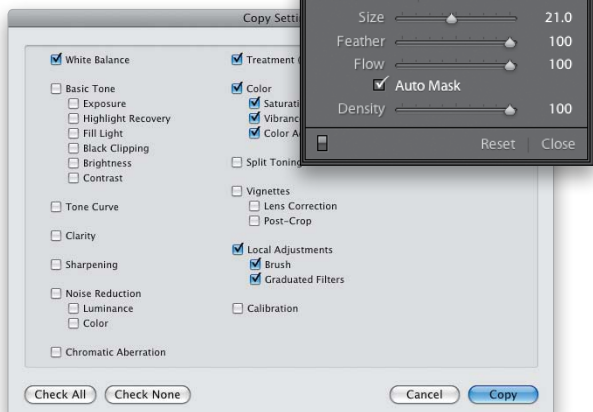 Copy Setti
Size 21.0
Feather 100
Flow 100
Auto Mask
Density 100
Reset Close
White Balance
Basic Tone
Exposure
Highlight Recovery
Fill Light
Black Clipping
Brightness
Contrast
Tone Curve
Clarity
Sharpening
Noise Reduction
Luminance
Color
Chromatic Aberration
Treatment (
Color
Saturati
Vibranc
Color A
Split Toning
Vignettes
Lens Correction
Post-Crop
Local Adjustments
Brush
Graduated Filters
Calibration
Check All Check None Cancel Copy